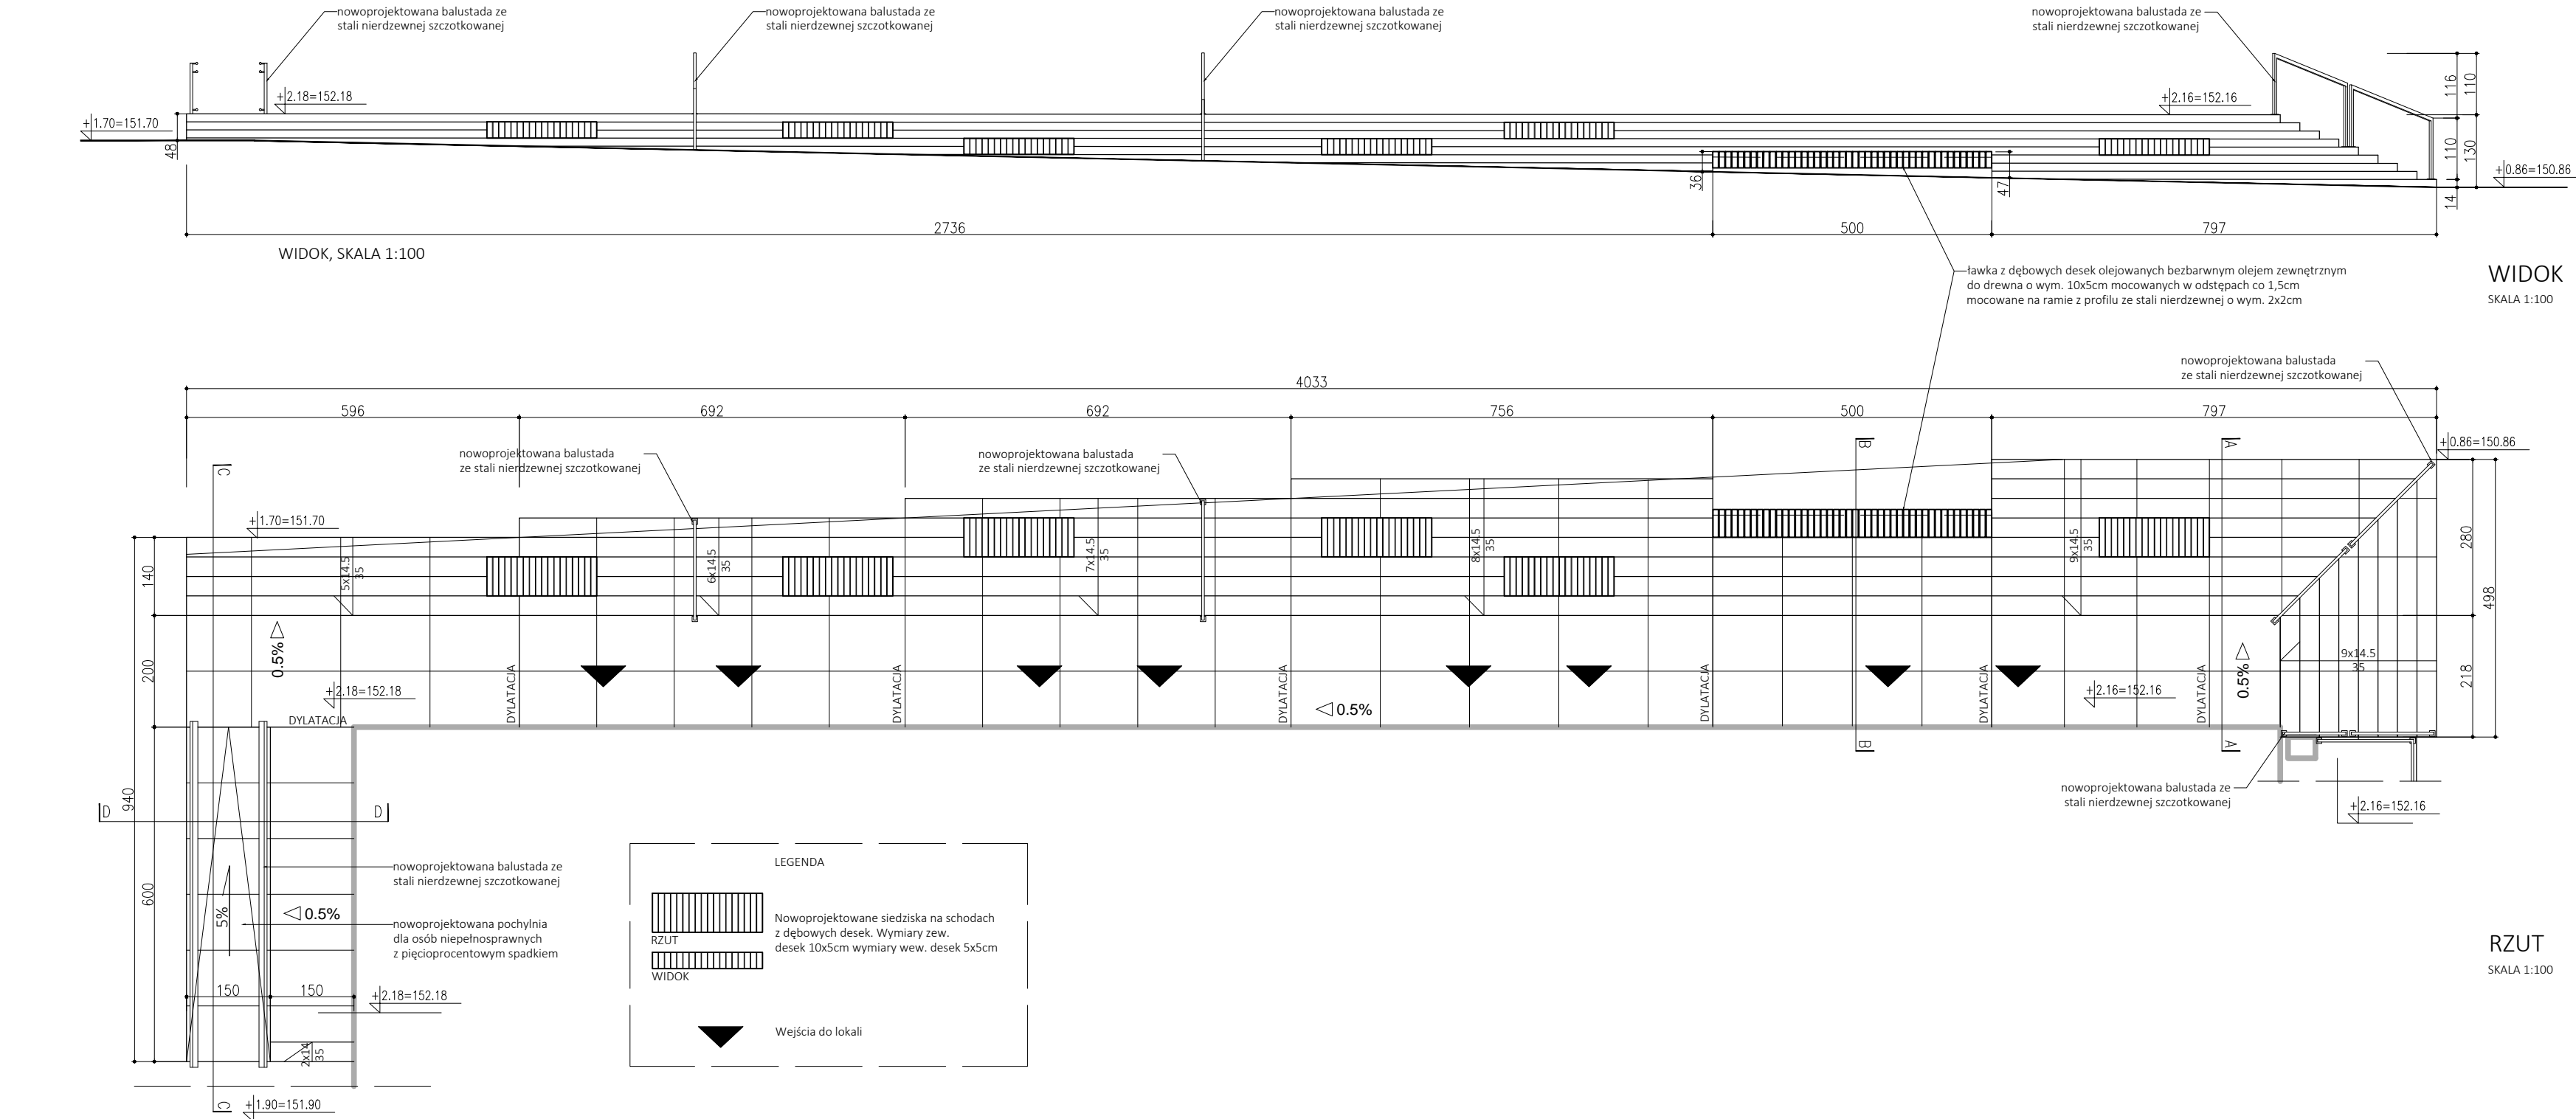 nowoprojektowana balustada ze
stali nierdzewnej szczotkowanej
nowoprojektowana balustada ze
stali nierdzewnej szczotkowanej
nowoprojektowana balustada ze
stali nierdzewnej szczotkowanej
nowoprojektowana balustada ze
stali nierdzewnej szczotkowanej
+2.18=152.18
+1.70=151.70
48
+2.16=152.16
116
110
110
130
14
+0.86=150.86
36
47
2736
500
797
WIDOK, SKALA 1:100
ławka z dębowych desek olejowanych bezbarwnym olejem zewnętrznym
do drewna o wym. 10x5cm mocowanych w odstępach co 1,5cm
mocowane na ramie z profilu ze stali nierdzewnej o wym. 2x2cm
WIDOK
SKALA 1:100
4033
596
692
692
756
500
797
nowoprojektowana balustada
ze stali nierdzewnej szczotkowanej
nowoprojektowana balustada
ze stali nierdzewnej szczotkowanej
nowoprojektowana balustada
ze stali nierdzewnej szczotkowanej
C
B
A
+0.86=150.86
+1.70=151.70
5x14.5
35
6x14.5
35
7x14.5
35
8x14.5
35
9x14.5
35
140
200
940
600
280
498
218
0.5%
+2.18=152.18
DYLATACJA
DYLATACJA
DYLATACJA
DYLATACJA
DYLATACJA
DYLATACJA
DYLATACJA
0.5%
+2.16=152.16
0.5%
9x14.5
35
B
A
D
D
nowoprojektowana balustada ze
stali nierdzewnej szczotkowanej
+2.16=152.16
nowoprojektowana balustada ze
stali nierdzewnej szczotkowanej
5%
0.5%
nowoprojektowana pochylnia
dla osób niepełnosprawnych
z pięcioprocentowym spadkiem
150
150
+2.18=152.18
2x14
35
C
+1.90=151.90
LEGENDA
RZUT
WIDOK
Nowoprojektowane siedziska na schodach
z dębowych desek. Wymiary zew.
desek 10x5cm wymiary wew. desek 5x5cm
Wejścia do lokali
RZUT
SKALA 1:100